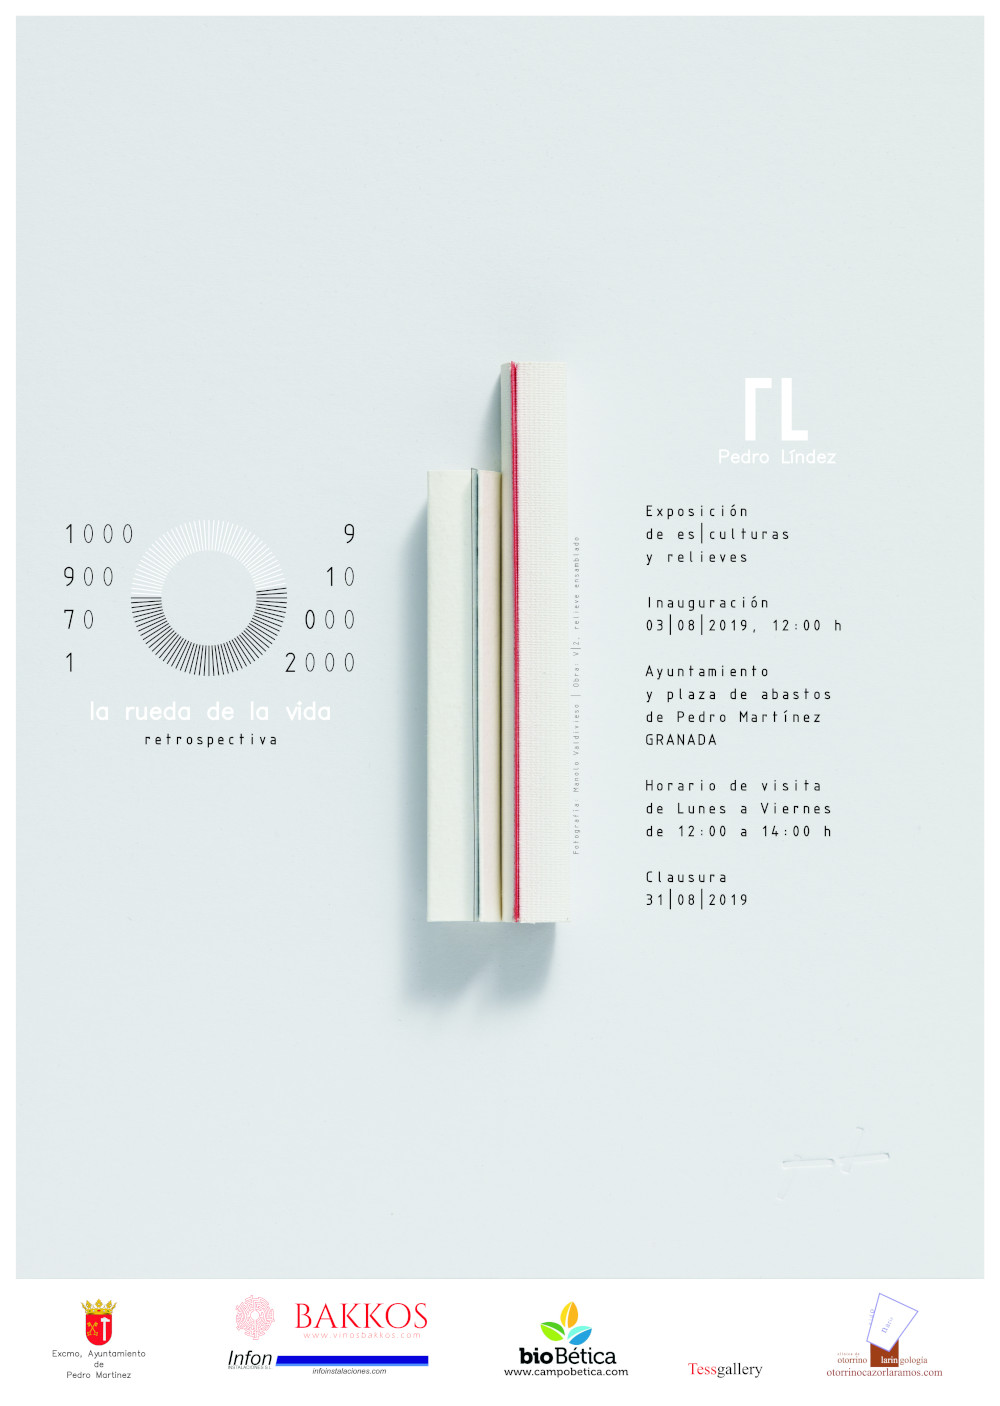 1000
900
70
1
9
10
000
2000
la rueda de la vida
retrospectiva
Fotografía: Manolo Valdivieso | Obra: V|2, relieve ensamblado
Pedro Líndez
Exposición
de es|culturas
y relieves
Inauguración
03|08|2019, 12:00 h
Ayuntamiento
y plaza de abastos
de Pedro Martínez
GRANADA
Horario de visita
de Lunes a Viernes
de 12:00 a 14:00 h
Clausura
31|08|2019
Excmo, Ayuntamiento
de
Pedro Martínez
BAKKOS
www.vinosbakkos.com
Infon
INSTALACIONES S.L.
infoinstalaciones.com
bioBética
www.campobetica.com
Tessgallery
clínica de
otorrino laringología
otorrinocazorlaramos.com